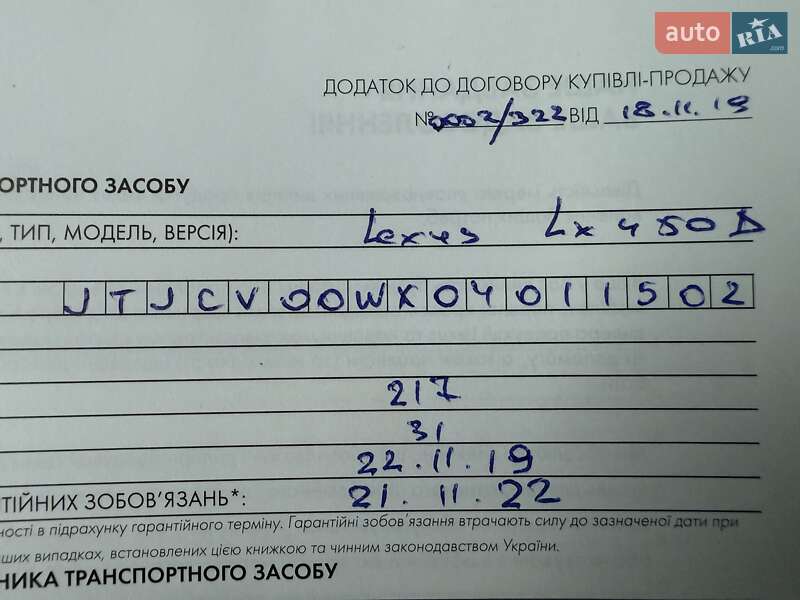 auto RIA .com
ДОДАТОК ДО ДОГОВОРУ КУПІВЛІ-ПРОДАЖУ
№ 0002/322 ВІД 18.11.19
ОРТНОГО ЗАСОБУ
, ТИП, МОДЕЛЬ, ВЕРСІЯ): Lexus Lx 450 D
JTJCV00WX04011502
217
31
22.11.19
ТІЙНИХ ЗОБОВ’ЯЗАНЬ*: 21.11.22
ності в підрахунку гарантійного терміну. Гарантійні зобов’язання втрачають силу до зазначеної дати при
ших випадках, встановлених цією книжкою та чинним законодавством України.
НИКА ТРАНСПОРТНОГО ЗАСОБУ